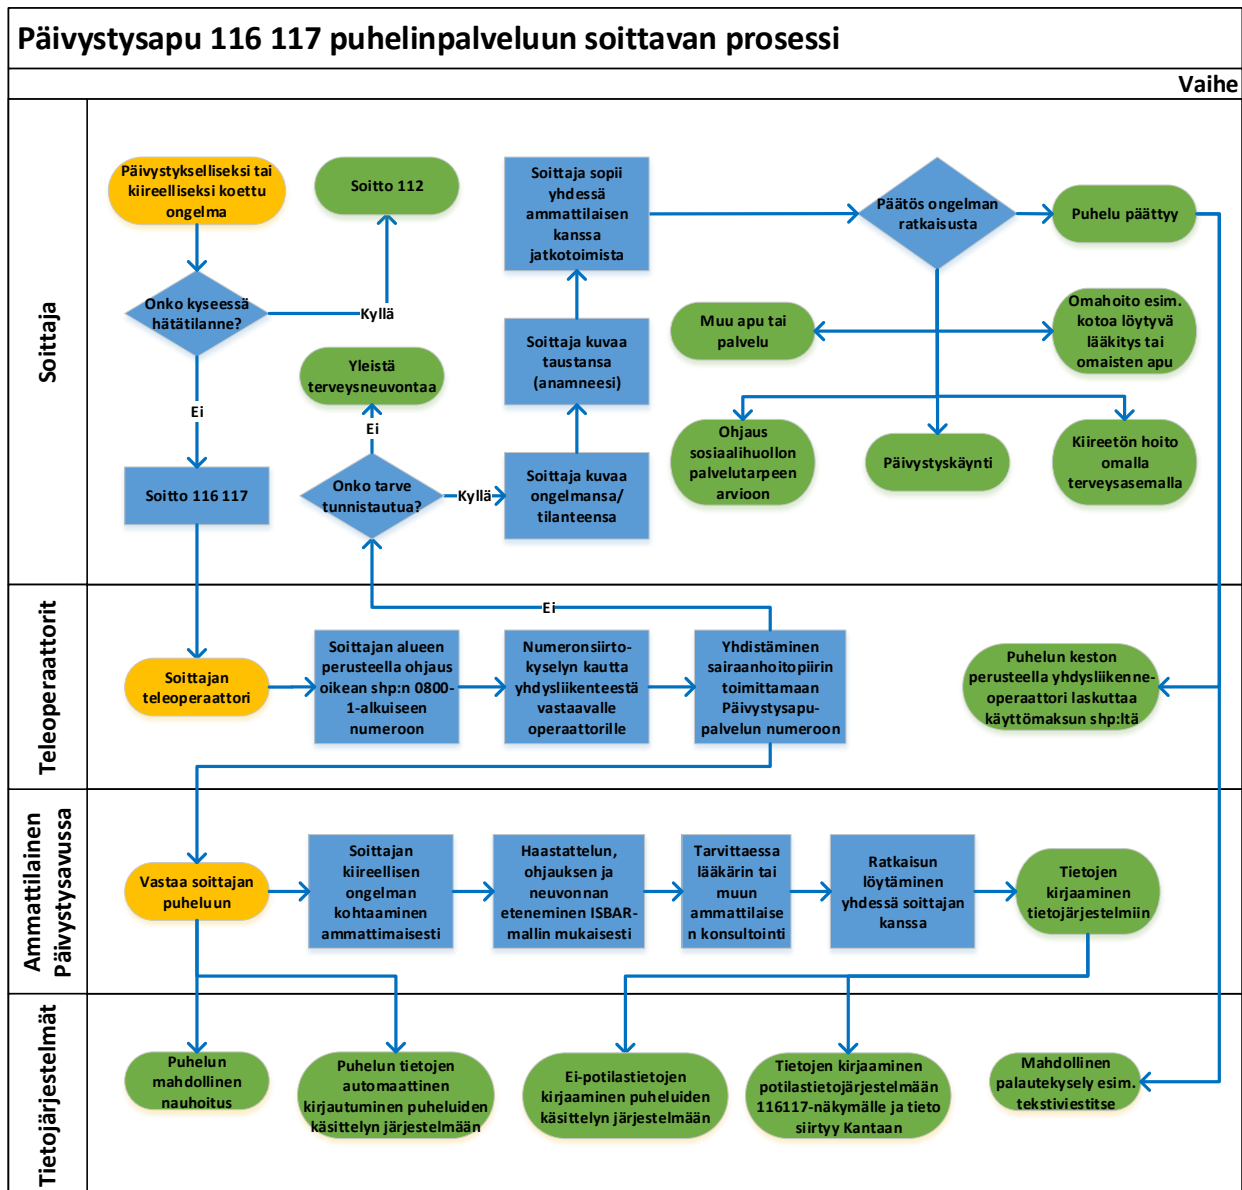 Päivystysapu 116 117 puhelinpalveluun soittavan prosessi
Vaihe
Soittaja
Päivystykselliseksi tai
kiireelliseksi koettu
ongelma
Soitto 112
Onko kyseessä
hätätilanne?
Kyllä
Ei
Soitto 116 117
Yleistä
terveysneuvontaa
Ei
Onko tarve
tunnistautua?
Kyllä
Soittaja sopii
yhdessä
ammattilaisen
kanssa
jatkotoimista
Soittaja kuvaa
taustansa
(anamneesi)
Soittaja kuvaa
ongelmansa/
tilanteensa
Päätös ongelman
ratkaisusta
Puhelu päättyy
Muu apu tai
palvelu
Omahoito esim.
kotoa löytyvä
lääkitys tai
omaisten apu
Ohjaus
sosiaalihuollon
palvelutarpeen
arvioon
Päivystyskäynti
Kiireetön hoito
omalla
terveysasemalla
Teleoperaattorit
Ei
Soittajan
teleoperaattori
Soittajan alueen
perusteella ohjaus
oikean shp:n 0800-
1-alkuiseen
numeroon
Numeronsiirto-
kyselyn kautta
yhdysliikenteestä
vastaavalle
operaattorille
Yhdistäminen
sairaanhoitopiirin
toimittamaan
Päivystysapu-
palvelun numeroon
Puhelun keston
perusteella yhdysliikenne-
operaattori laskuttaa
käyttömaksun shp:ltä
Ammattilainen
Päivystysavussa
Vastaa soittajan
puheluun
Soittajan
kiireellisen
ongelman
kohtaaminen
ammattimaisesti
Haastattelun,
ohjauksen ja
neuvonnan
eteneminen ISBAR-
mallin mukaisesti
Tarvittaessa
lääkärin tai
muun
ammattilaise
n konsultointi
Ratkaisun
löytäminen
yhdessä soittajan
kanssa
Tietojen
kirjaaminen
tietojärjestelmiin
Tietojärjestelmät
Puhelun
mahdollinen
nauhoitus
Puhelun tietojen
automaattinen
kirjautuminen puheluiden
käsittelyn järjestelmään
Ei-potilastietojen
kirjaaminen puheluiden
käsittelyn järjestelmään
Tietojen kirjaaminen
potilastietojärjestelmään
116117-näkymälle ja tieto
siirtyy Kantaan
Mahdollinen
palautekysely esim.
tekstiviestitse